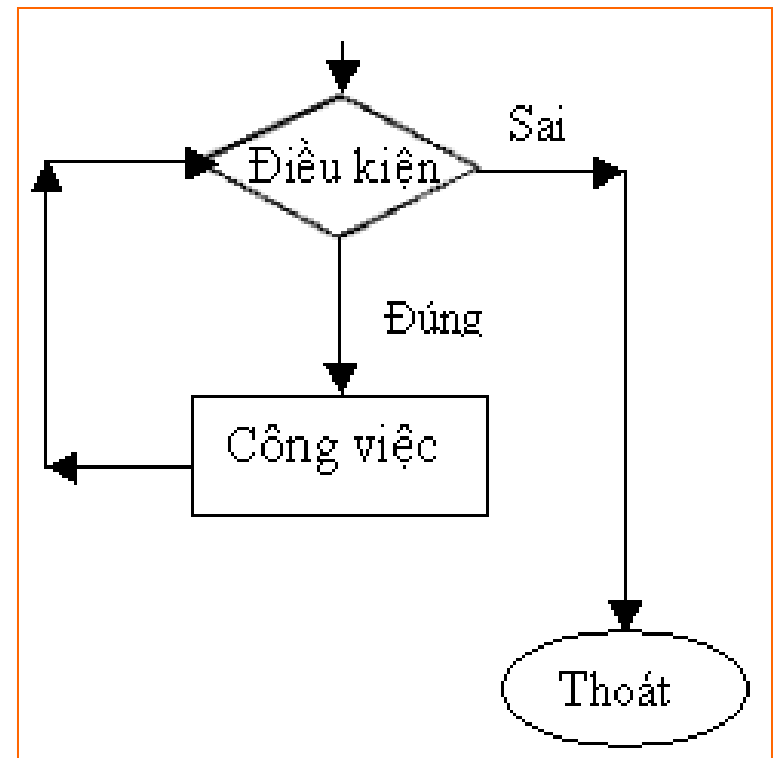 Sai
Điều kiện
Đúng
Công việc
Thoát